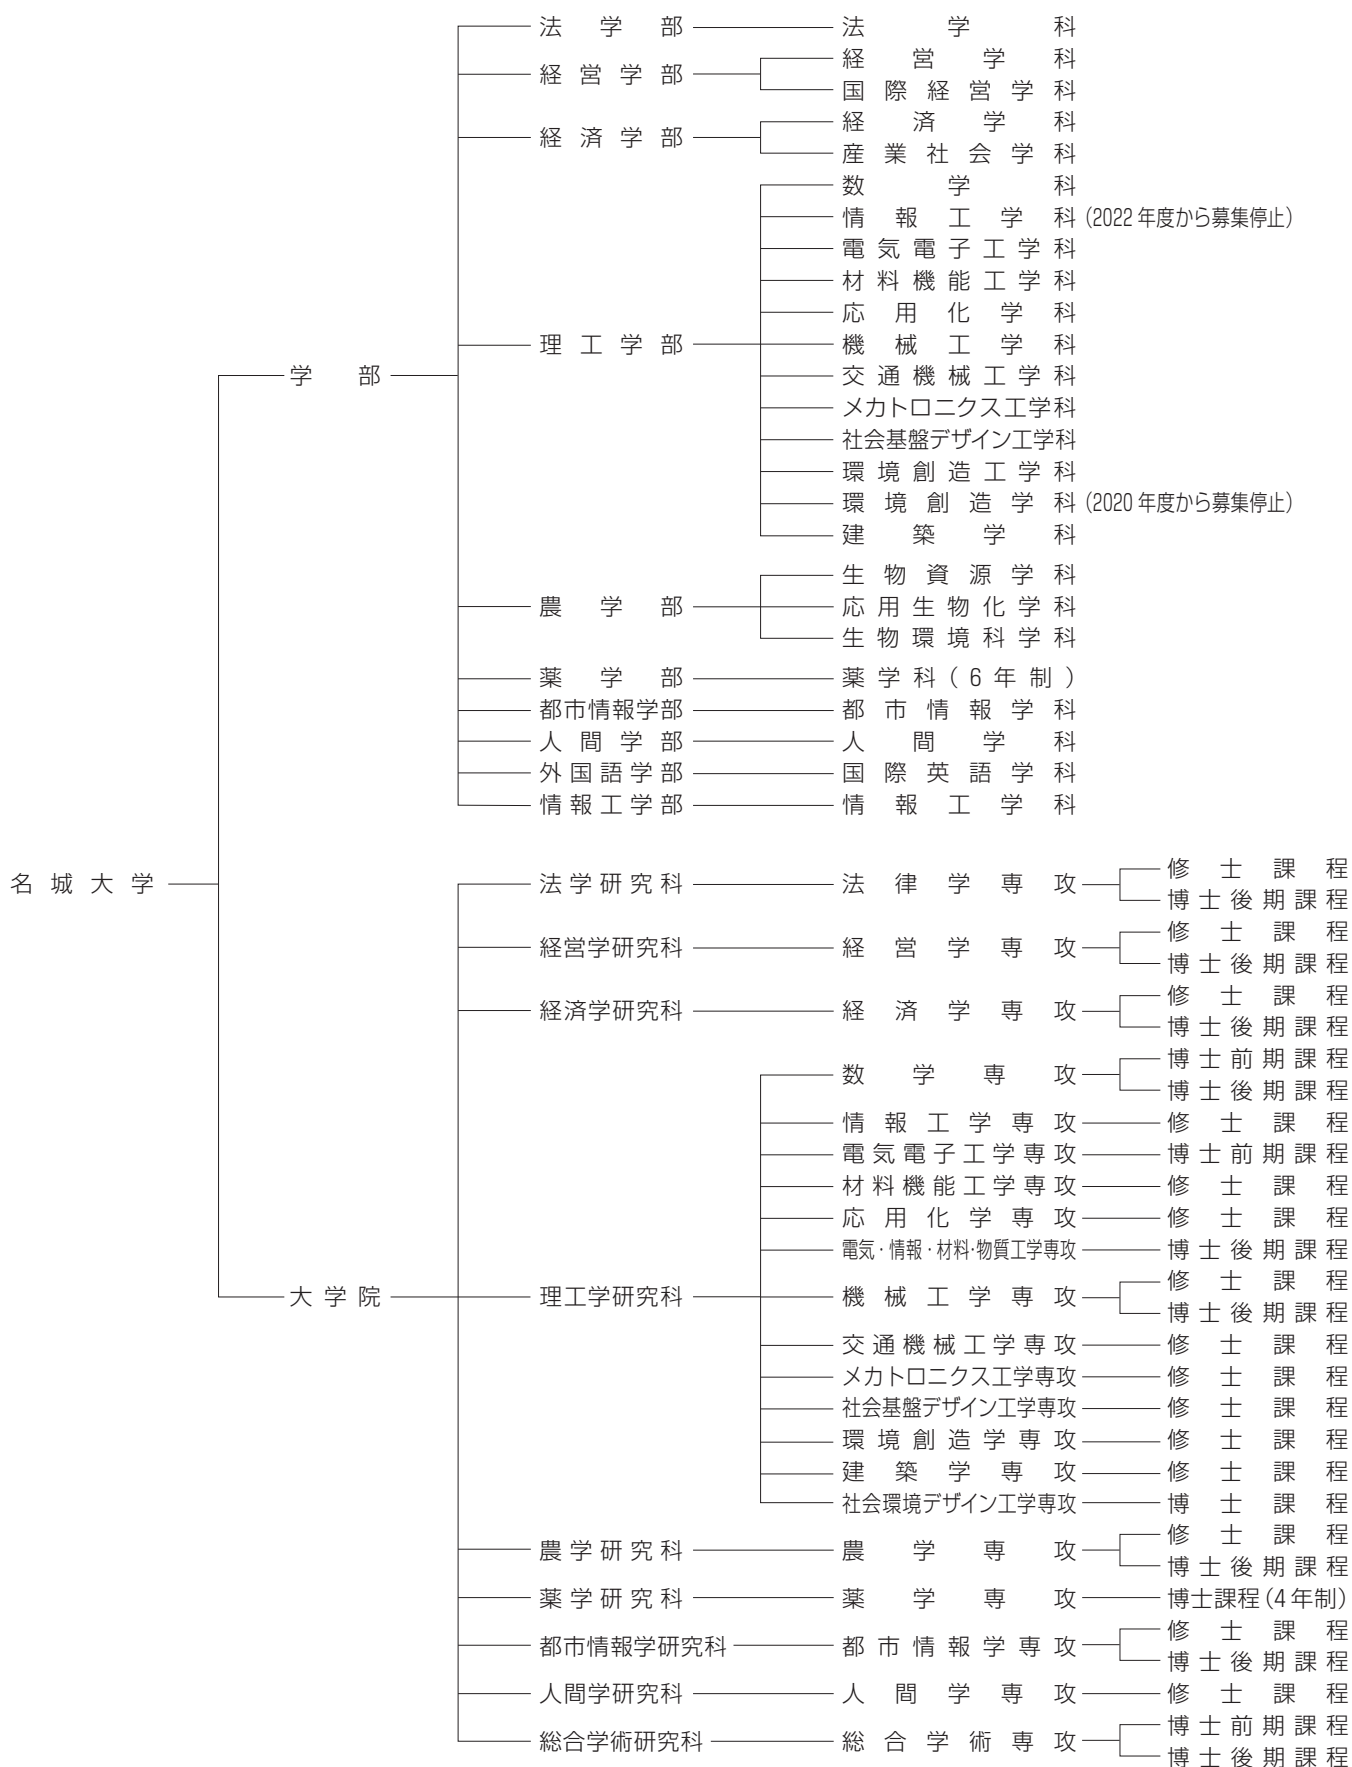 法学部 法学科
経営学部 経営学科
国際経営学科
経済学部 経済学科
産業社会学科
数学科
情報工学科(2022年度から募集停止)
電気電子工学科
材料機能工学科
応用化学科
理工学部 機械工学科
学部 交通機械工学科
メカトロニクス工学科
社会基盤デザイン工学科
環境創造工学科
環境創造学科(2020年度から募集停止)
建築学科
生物資源学科
農学部 応用生物化学科
生物環境科学科
薬学部 薬学科(6年制)
都市情報学部 都市情報学科
人間学部 人間学科
外国語学部 国際英語学科
情報工学部 情報工学科
名城大学 法学研究科 法律学専攻 修士課程
博士後期課程
経営学研究科 経営学専攻 修士課程
博士後期課程
経済学研究科 経済学専攻 修士課程
博士後期課程
数学専攻 博士前期課程
博士後期課程
情報工学専攻 修士課程
電気電子工学専攻 博士前期課程
材料機能工学専攻 修士課程
応用化学専攻 修士課程
電気・情報・材料・物質工学専攻 博士後期課程
大学院 理工学研究科 機械工学専攻 修士課程
博士後期課程
交通機械工学専攻 修士課程
メカトロニクス工学専攻 修士課程
社会基盤デザイン工学専攻 修士課程
環境創造学専攻 修士課程
建築学専攻 修士課程
社会環境デザイン工学専攻 博士課程
農学研究科 農学専攻 修士課程
博士後期課程
薬学研究科 薬学専攻 博士課程(4年制)
都市情報学研究科 都市情報学専攻 修士課程
博士後期課程
人間学研究科 人間学専攻 修士課程
総合学術研究科 総合学術専攻 博士前期課程
博士後期課程